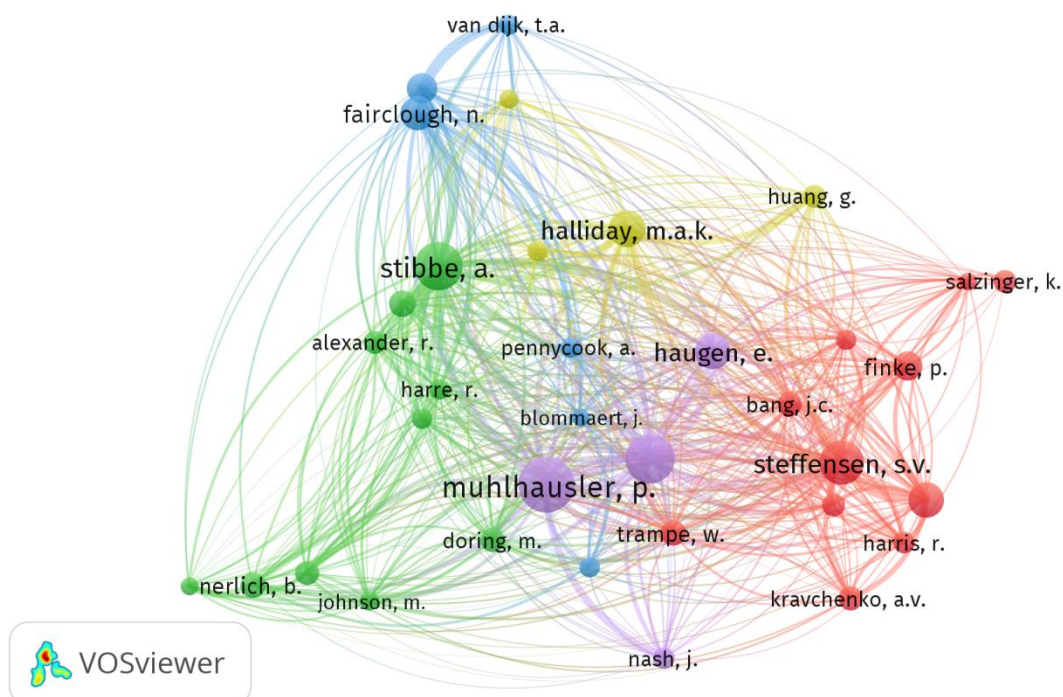 van dijk, t.a.
fairclough, n.
huang, g.
halliday, m.a.k.
stibbe, a.
salzinger, k.
alexander, r.
pennycook, a.
haugen, e.
finke, p.
harre, r.
bang, j.c.
blommaert, j.
steffensen, s.v.
muhlhausler, p.
trampe, w.
doring, m.
harris, r.
nerlich, b.
johnson, m.
kravchenko, a.v.
nash, j.
VOSviewer